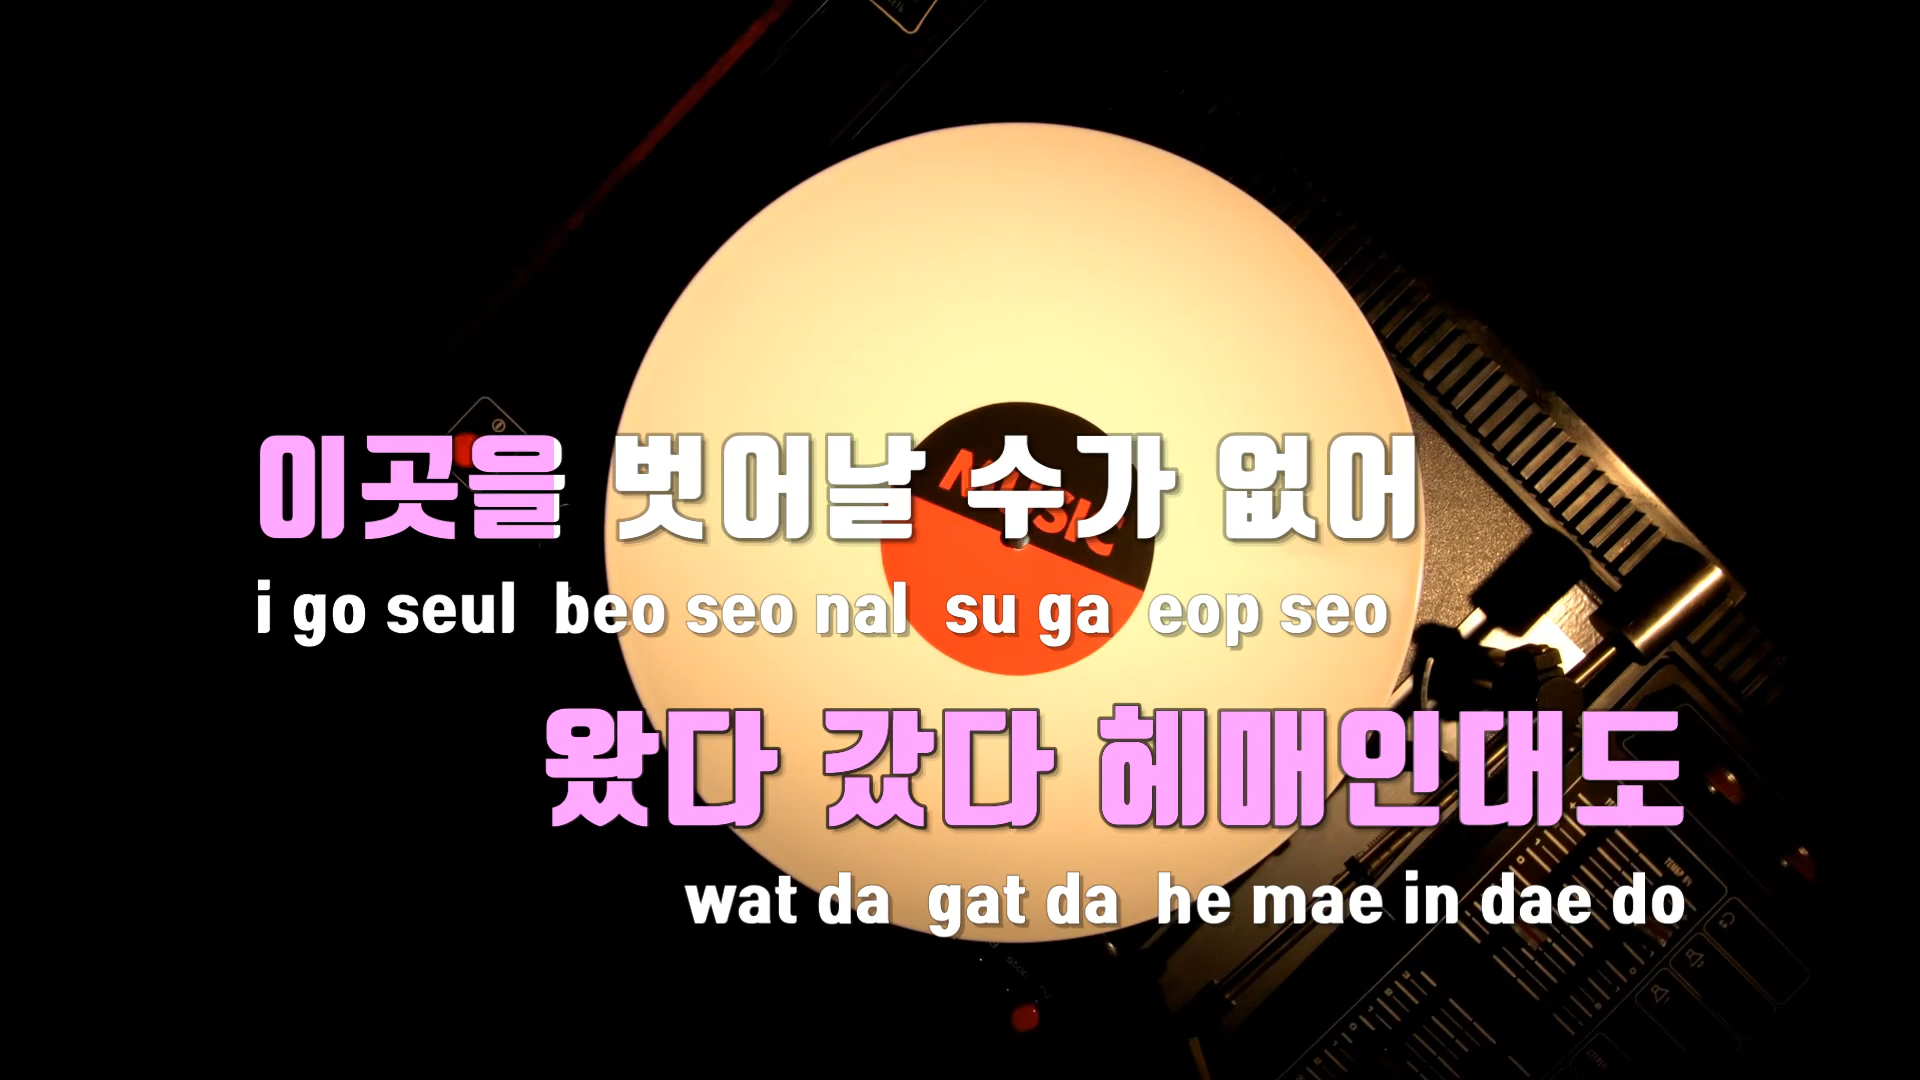 MUSIC
이곳을 벗어날 수가 없어
i go seul beo seo nal su ga eop seo
왔다 갔다 헤매인대도
wat da gat da he mae in dae do